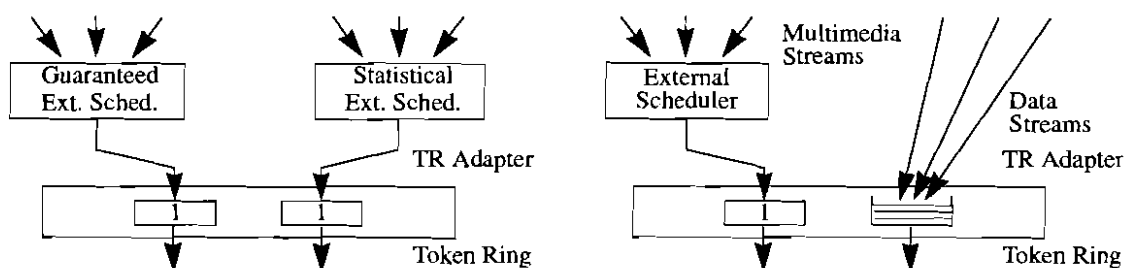 Guaranteed
Ext. Sched.
Statistical
Ext. Sched.
TR Adapter
1
1
Token Ring
Multimedia
Streams
External
Scheduler
Data
Streams
TR Adapter
1
Token Ring